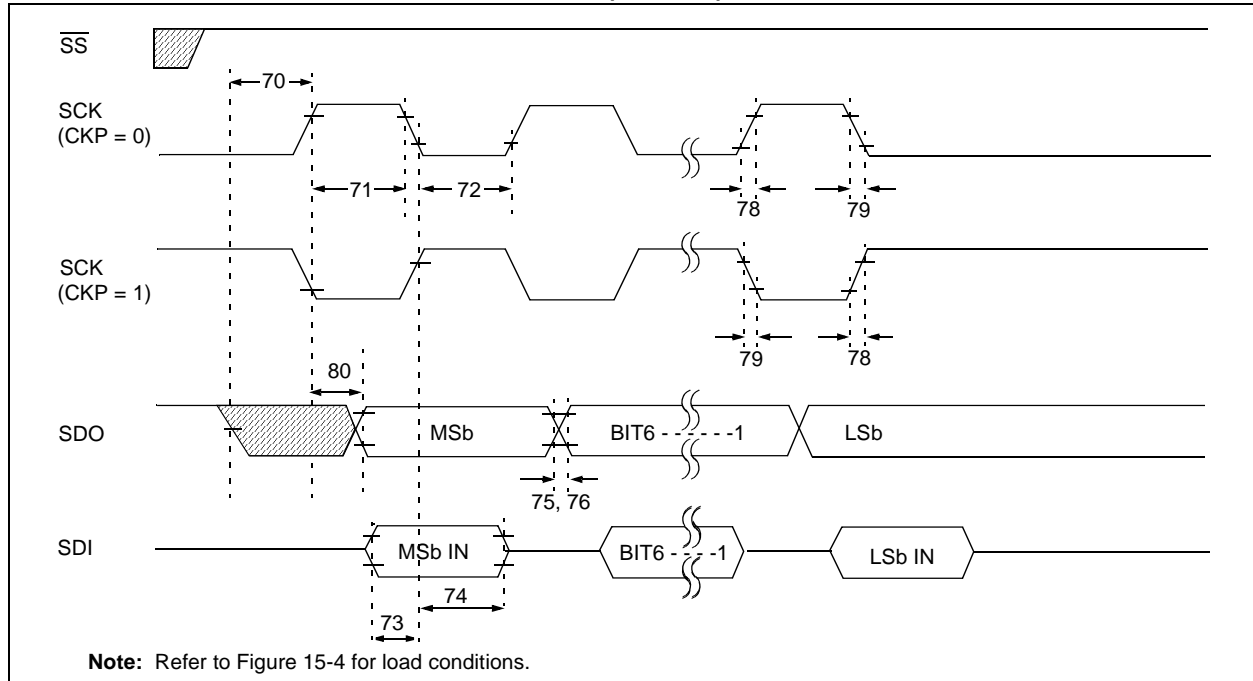 SS
70
SCK
(CKP = 0)
71
72
78
79
SCK
(CKP = 1)
79
78
80
SDO
MSb
BIT6 - - - - - -1
LSb
75, 76
SDI
MSb IN
BIT6 - - - -1
LSb IN
74
73
Note: Refer to Figure 15-4 for load conditions.